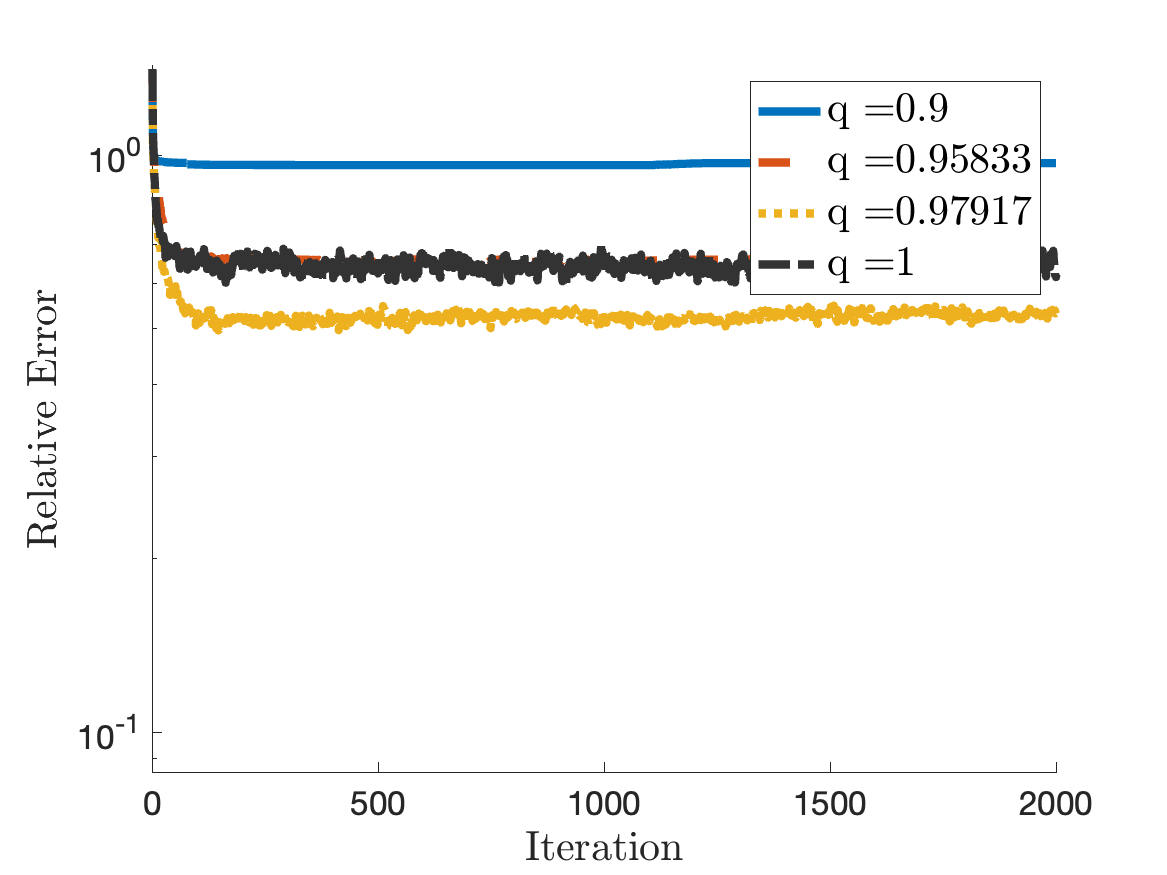 q =0.9
q =0.95833
q =0.97917
q =1
10^0
10^-1
Relative Error
0 500 1000 1500 2000
Iteration